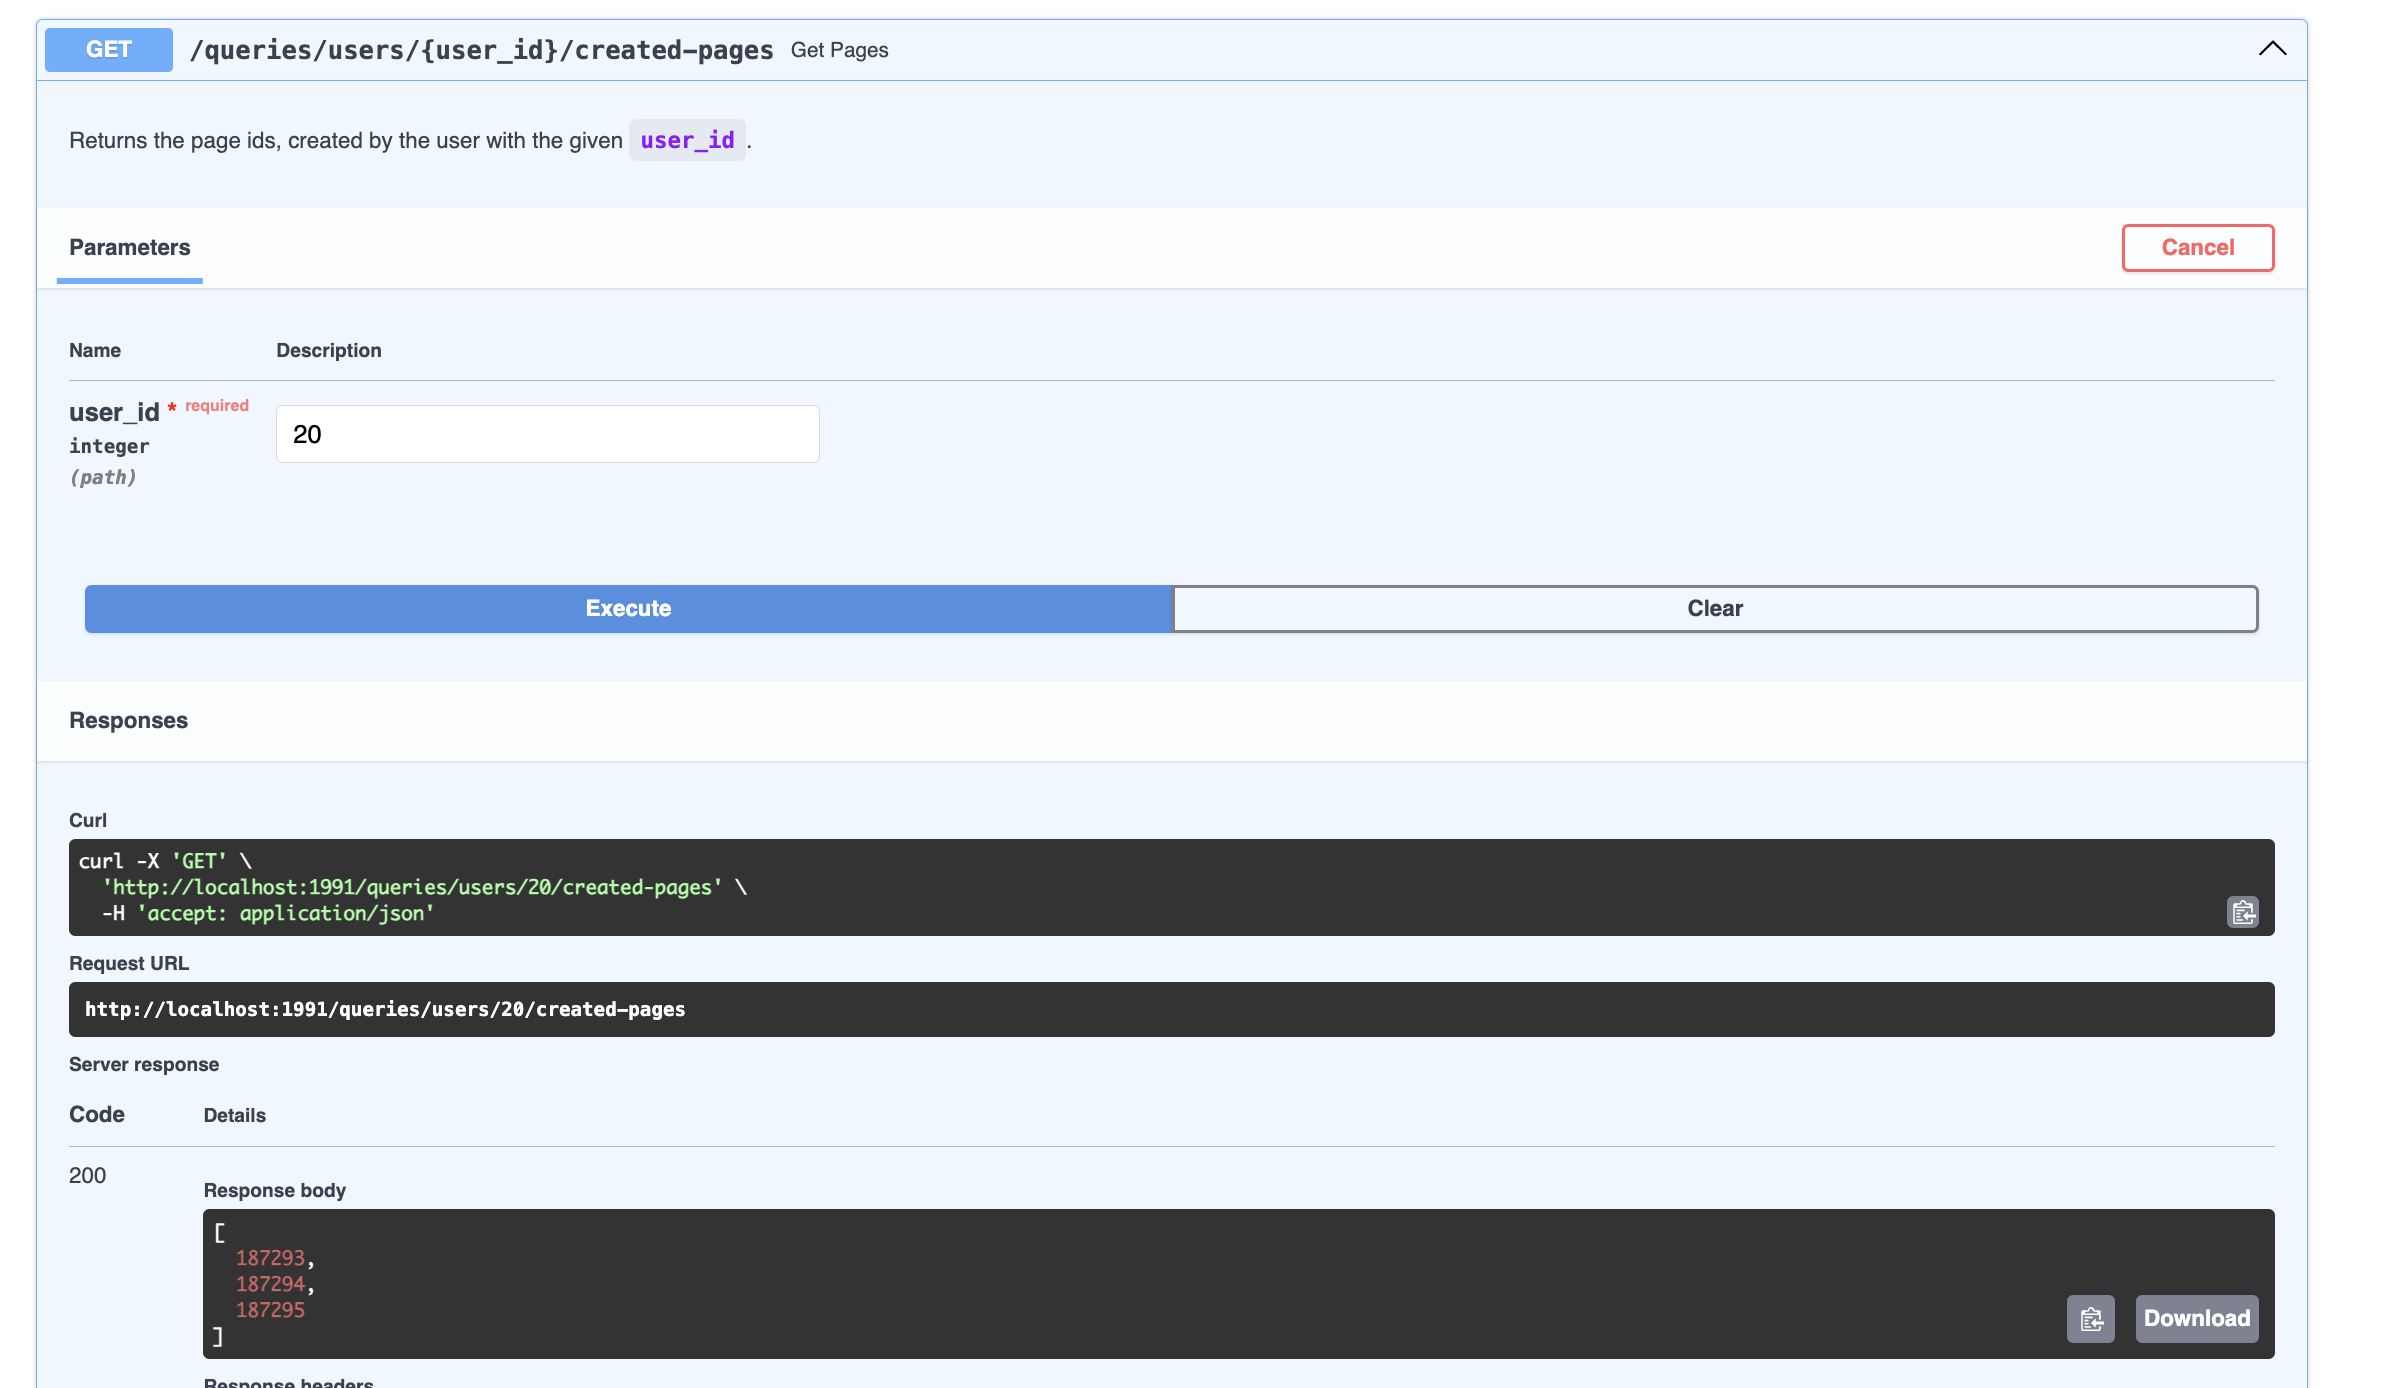 GET /queries/users/{user_id}/created-pages Get Pages
Returns the page ids, created by the user with the given user_id .
Parameters
Cancel
Name Description
user_id * required
integer
(path)
20
Execute
Clear
Responses
Curl
curl -X 'GET' \
'http://localhost:1991/queries/users/20/created-pages' \
-H 'accept: application/json'
Request URL
http://localhost:1991/queries/users/20/created-pages
Server response
Code Details
200
Response body
[
187293,
187294,
187295
]
Download
Response headers